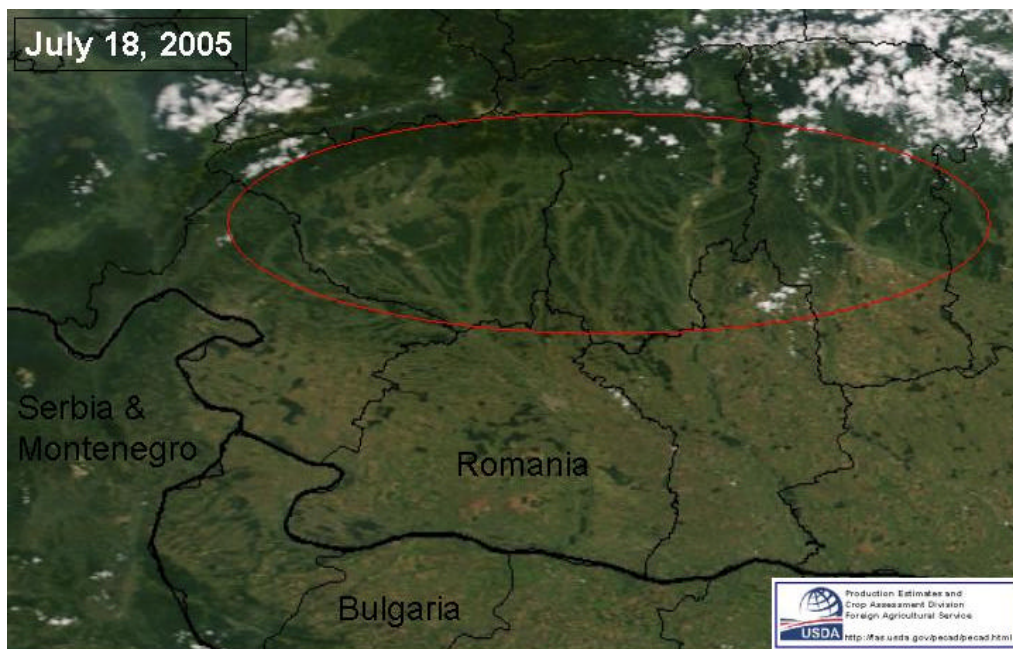 July 18, 2005
Serbia &
Montenegro
Romania
Bulgaria
USDA
Production Estimates and
Crop Assessment Division
Foreign Agricultural Service
http://fas.usda.gov/pecad/pecad.html